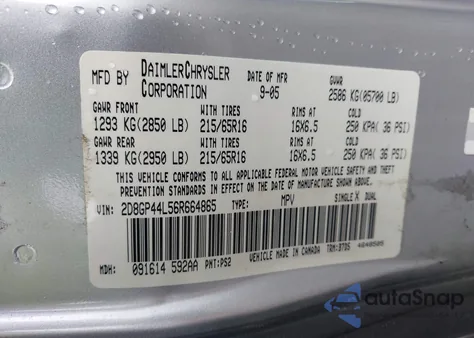 MFD BY DAIMLERCHRYSLER CORPORATION DATE OF MFR 9-05 GVWR 2586 KG(05700 LB)
GAWR FRONT WITH TIRES RIMS AT COLD
1293 KG(2850 LB) 215/65R16 16X6.5 250 KPA( 36 PSI)
GAWR REAR WITH TIRES RIMS AT COLD
1339 KG(2950 LB) 215/65R16 16X6.5 250 KPA( 36 PSI)
THIS VEHICLE CONFORMS TO ALL APPLICABLE FEDERAL MOTOR VEHICLE SAFETY AND THEFT
PREVENTION STANDARDS IN EFFECT ON THE DATE OF MANUFACTURE SHOWN ABOVE.
VIN: 2D8GP44L56R664865 TYPE: MPV SINGLE X DUAL
MDH: 091614 592AA PNT:PS2 VEHICLE MADE IN CANADA
autaSnap